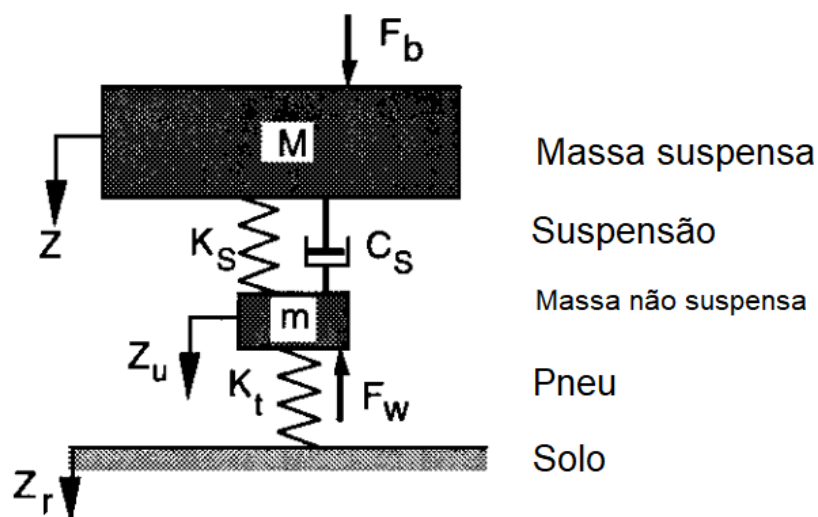 F_b
M
Massa suspensa
Z
K_S
C_S
Suspensão
m
Massa não suspensa
Z_u
K_t
F_w
Pneu
Solo
Z_r